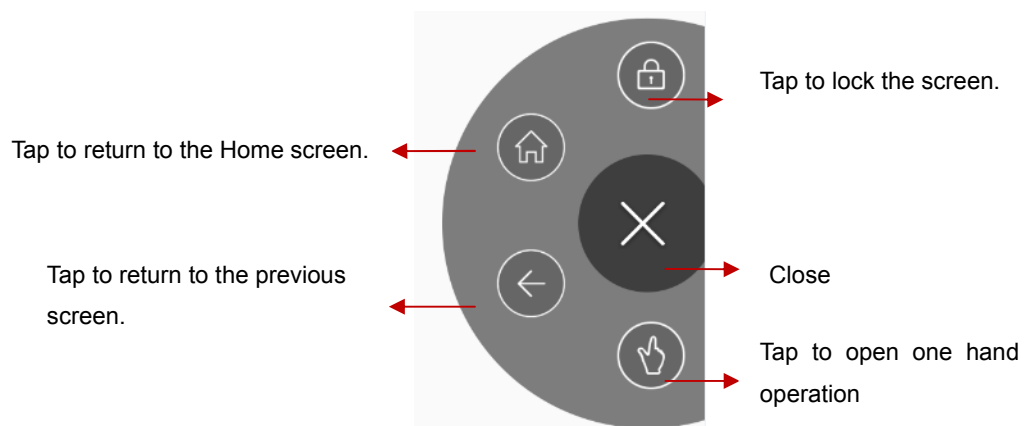 Tap to lock the screen.
Tap to return to the Home screen.
Tap to return to the previous
screen.
Close
Tap to open one hand
operation